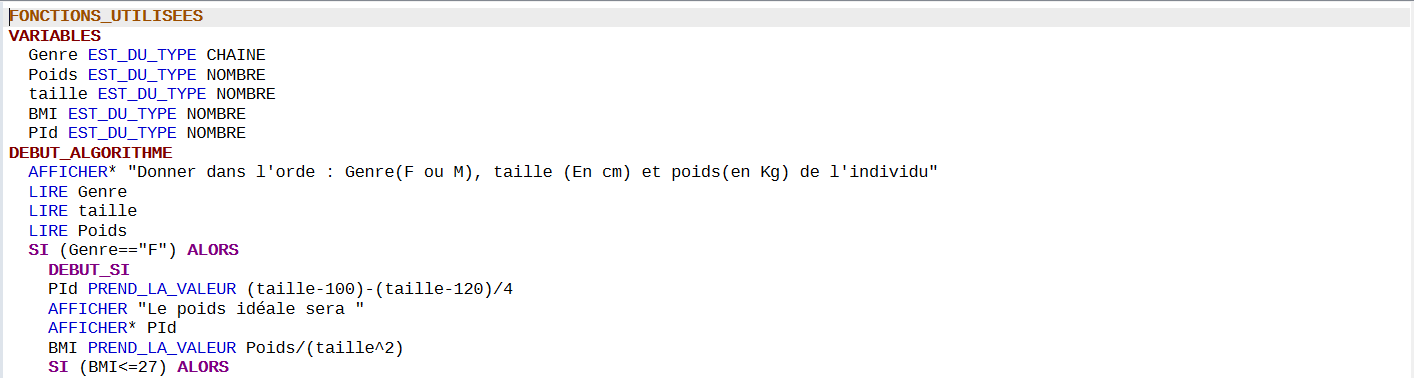 FONCTIONS_UTILISEES
VARIABLES
Genre EST_DU_TYPE CHAINE
Poids EST_DU_TYPE NOMBRE
taille EST_DU_TYPE NOMBRE
BMI EST_DU_TYPE NOMBRE
PId EST_DU_TYPE NOMBRE
DEBUT_ALGORITHME
AFFICHER* "Donner dans l'orde : Genre(F ou M), taille (En cm) et poids(en Kg) de l'individu"
LIRE Genre
LIRE taille
LIRE Poids
SI (Genre=="F") ALORS
DEBUT_SI
PId PREND_LA_VALEUR (taille-100)-(taille-120)/4
AFFICHER "Le poids idéale sera "
AFFICHER* PId
BMI PREND_LA_VALEUR Poids/(taille^2)
SI (BMI<=27) ALORS